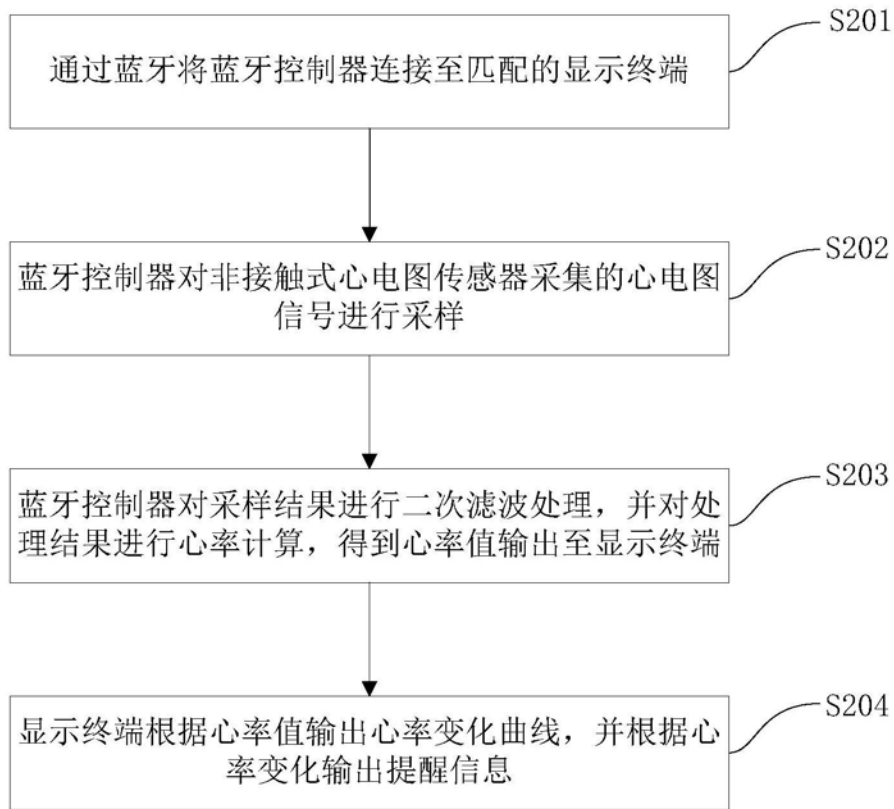 S201
通过蓝牙将蓝牙控制器连接至匹配的显示终端
S202
蓝牙控制器对非接触式心电图传感器采集的心电图
信号进行采样
S203
蓝牙控制器对采样结果进行二次滤波处理，并对处
理结果进行心率计算，得到心率值输出至显示终端
S204
显示终端根据心率值输出心率变化曲线，并根据心
率变化输出提醒信息